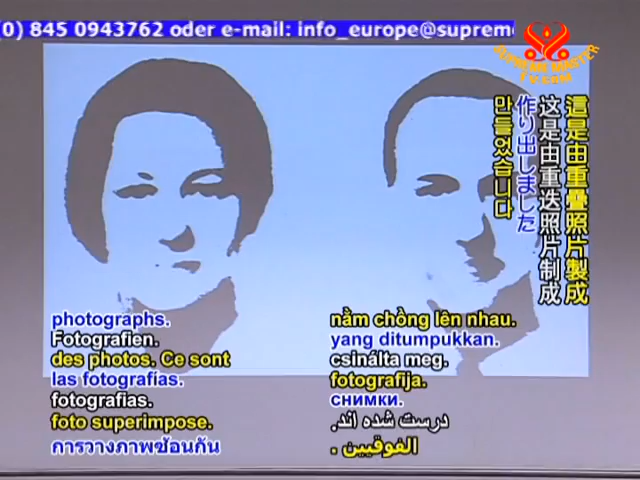 (0) 845 0943762 oder e-mail: info_europe@supreme
SUPREME MASTER
TV.COM
這是由重疊照片製成
这是由重迭照片制成
作り出しました
만들었습니다
photographs.
Fotografien.
des photos. Ce sont
las fotografías.
fotografias.
foto superimpose.
การวางภาพซ้อนกัน
nằm chồng lên nhau.
yang ditumpukkan.
csinálta meg.
fotografija.
снимки.
درست شده اند.
الفوقيين .